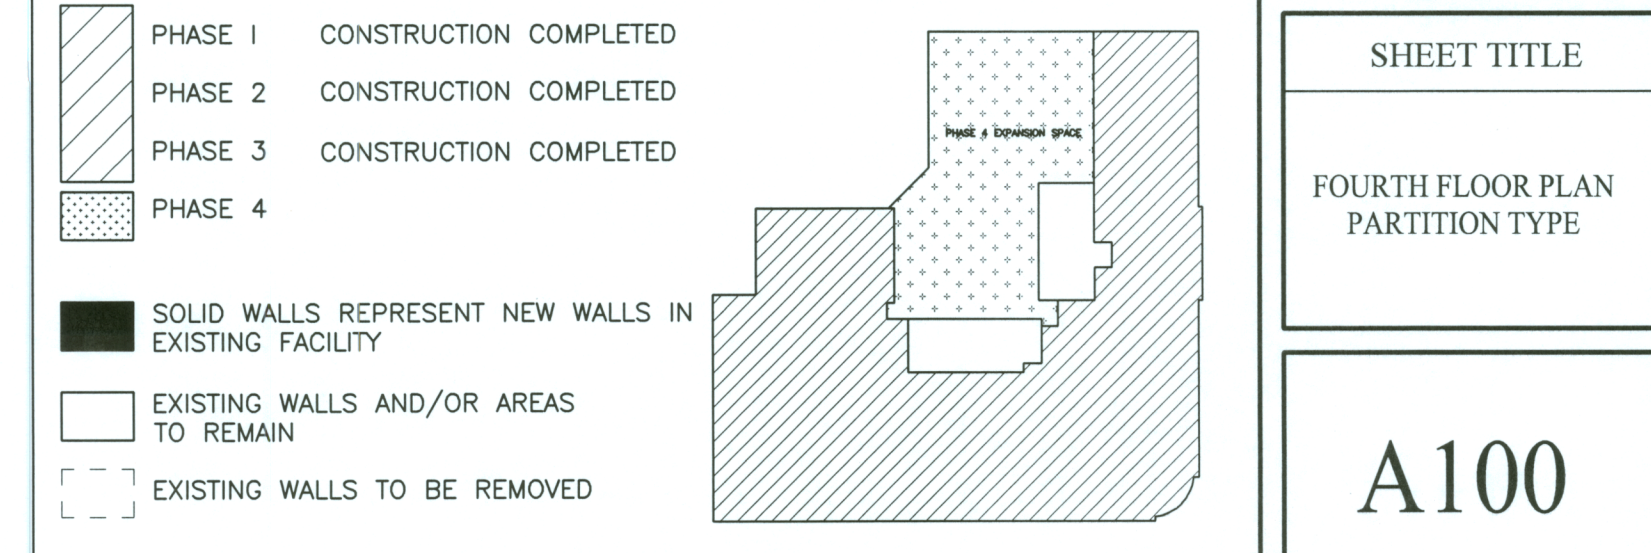 PHASE 1 CONSTRUCTION COMPLETED
PHASE 2 CONSTRUCTION COMPLETED
PHASE 3 CONSTRUCTION COMPLETED
PHASE 4
SOLID WALLS REPRESENT NEW WALLS IN
EXISTING FACILITY
EXISTING WALLS AND/OR AREAS
TO REMAIN
EXISTING WALLS TO BE REMOVED
PHASE 4 EXPANSION SPACE
SHEET TITLE
FOURTH FLOOR PLAN
PARTITION TYPE
A100